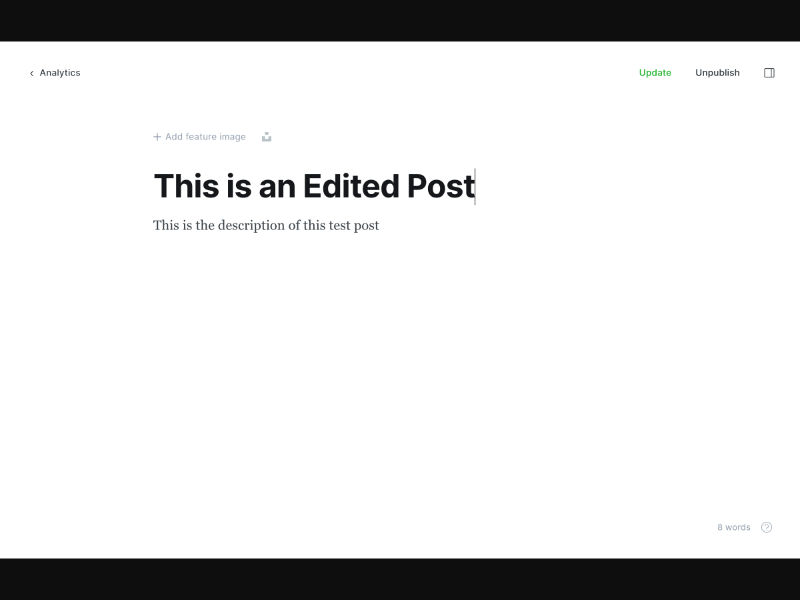 Analytics
Update
Unpublish
Add feature image
This is an Edited Post
This is the description of this test post
8 words